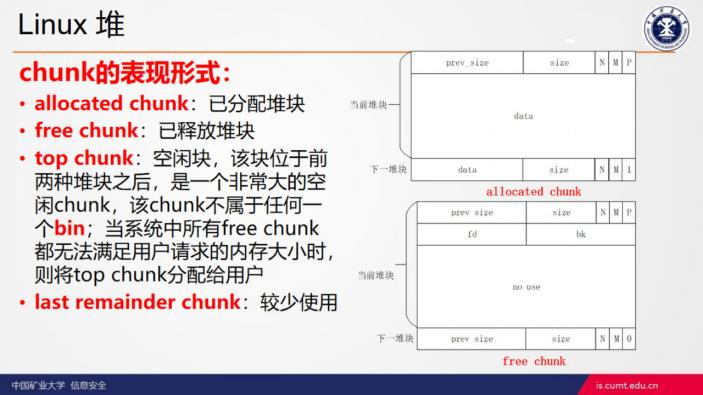 Linux 堆
chunk的表现形式：
• allocated chunk：已分配堆块
• free chunk：已释放堆块
• top chunk：空闲块，该块位于前
两种堆块之后，是一个非常大的空
闲chunk，该chunk不属于任何一
个bin；当系统中所有free chunk
都无法满足用户请求的内存大小时，
则将top chunk分配给用户
• last remainder chunk：较少使用
prev_size size N M P
当前堆块
data
下一堆块 data size N M 1
allocated chunk
prev size size N M P
fd bk
当前堆块
no use
下一堆块 prev size size N M 0
free chunk
中国矿业大学 信息安全
is.cumt.edu.cn